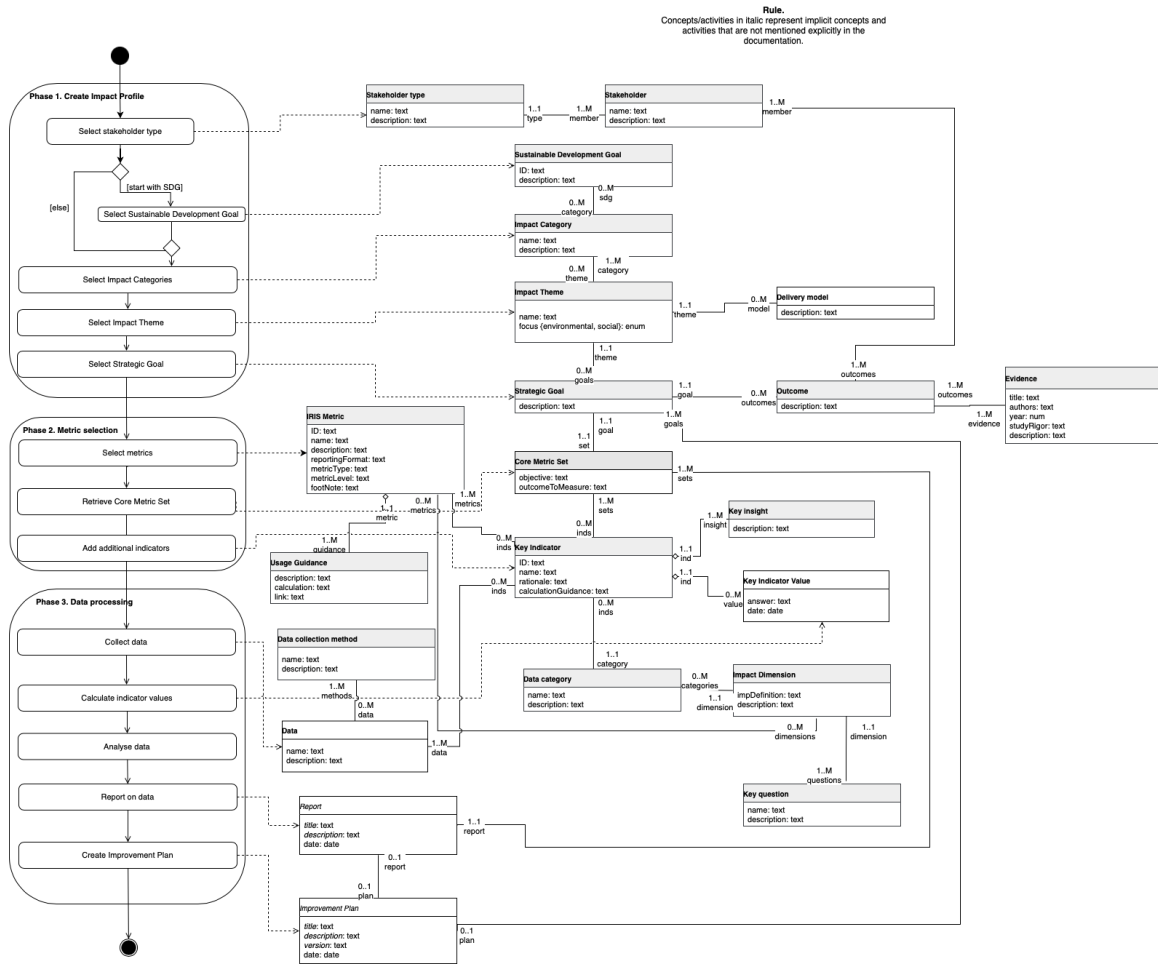 Rule.
Concepts/activities in italic represent implicit concepts and
activities that are not mentioned explicitly in the
documentation.
Phase 1. Create Impact Profile
Select stakeholder type
[start with SDG]
[else]
Select Sustainable Development Goal
Select Impact Categories
Select Impact Theme
Select Strategic Goal
Phase 2. Metric selection
Select metrics
Retrieve Core Metric Set
Add additional indicators
Phase 3. Data processing
Collect data
Calculate indicator values
Analyse data
Report on data
Create Improvement Plan
Stakeholder type
name: text
description: text
1..1
type
1..M
member
Stakeholder
name: text
description: text
1..M
member
Sustainable Development Goal
ID: text
description: text
0..M
sdg
0..M
category
Impact Category
name: text
description: text
1..M
category
0..M
theme
Impact Theme
name: text
focus {environmental, social}: enum
1..1
theme
0..M
model
Delivery model
description: text
1..1
theme
0..M
goals
Strategic Goal
description: text
1..1
goal
0..M
outcomes
1..M
outcomes
Outcome
description: text
1..M
outcomes
1..M
evidence
Evidence
title: text
authors: text
year: num
studyRigor: text
description: text
1..M
goals
1..1
goal
1..1
set
Core Metric Set
objective: text
outcomeToMeasure: text
1..M
sets
1..M
sets
IRIS Metric
ID: text
name: text
description: text
reportingFormat: text
metricType: text
metricLevel: text
footNote: text
1..1
metric
0..M
metrics
1..M
metrics
1..M
guidance
Usage Guidance
description: text
calculation: text
link: text
0..M
inds
0..M
inds
Key Indicator
ID: text
name: text
rationale: text
calculationGuidance: text
0..M
inds
0..M
inds
1..1
ind
1..M
insight
Key insight
description: text
1..1
ind
0..M
value
Key Indicator Value
answer: text
date: date
Data collection method
name: text
description: text
1..M
methods
0..M
data
Data
name: text
description: text
1..M
data
1..1
category
Data category
name: text
description: text
0..M
categories
1..1
dimension
Impact Dimension
impDefinition: text
description: text
0..M
dimensions
1..1
dimension
1..M
questions
Key question
name: text
description: text
Report
title: text
description: text
date: date
1..1
report
0..1
report
0..1
plan
Improvement Plan
title: text
description: text
version: text
date: date
0..1
plan